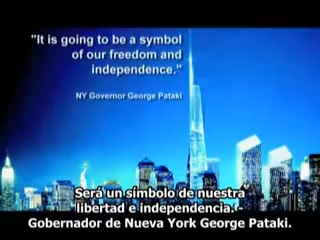 "It is going to be a symbol
of our freedom and
independence."
NY Governor George Pataki
Será un símbolo de nuestra
libertad e independencia. -
Gobernador de Nueva York George Pataki.